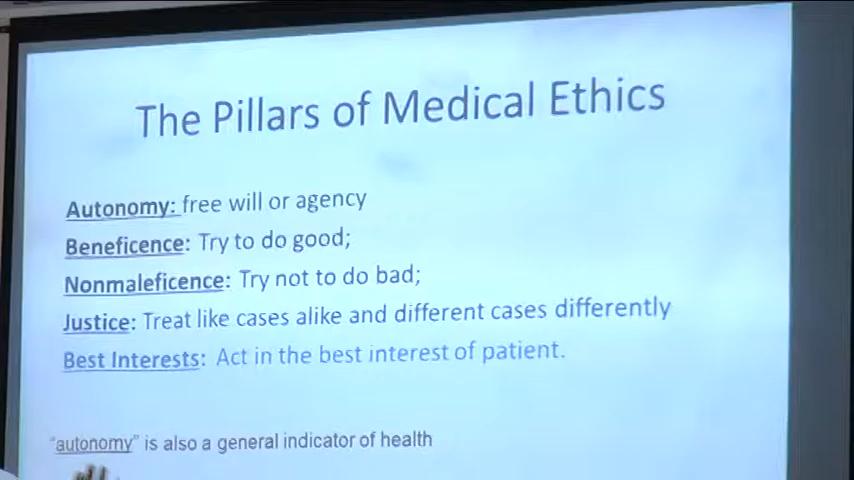 The Pillars of Medical Ethics
Autonomy: free will or agency
Beneficence: Try to do good;
Nonmaleficence: Try not to do bad;
Justice: Treat like cases alike and different cases differently
Best Interests: Act in the best interest of patient.
"autonomy" is also a general indicator of health